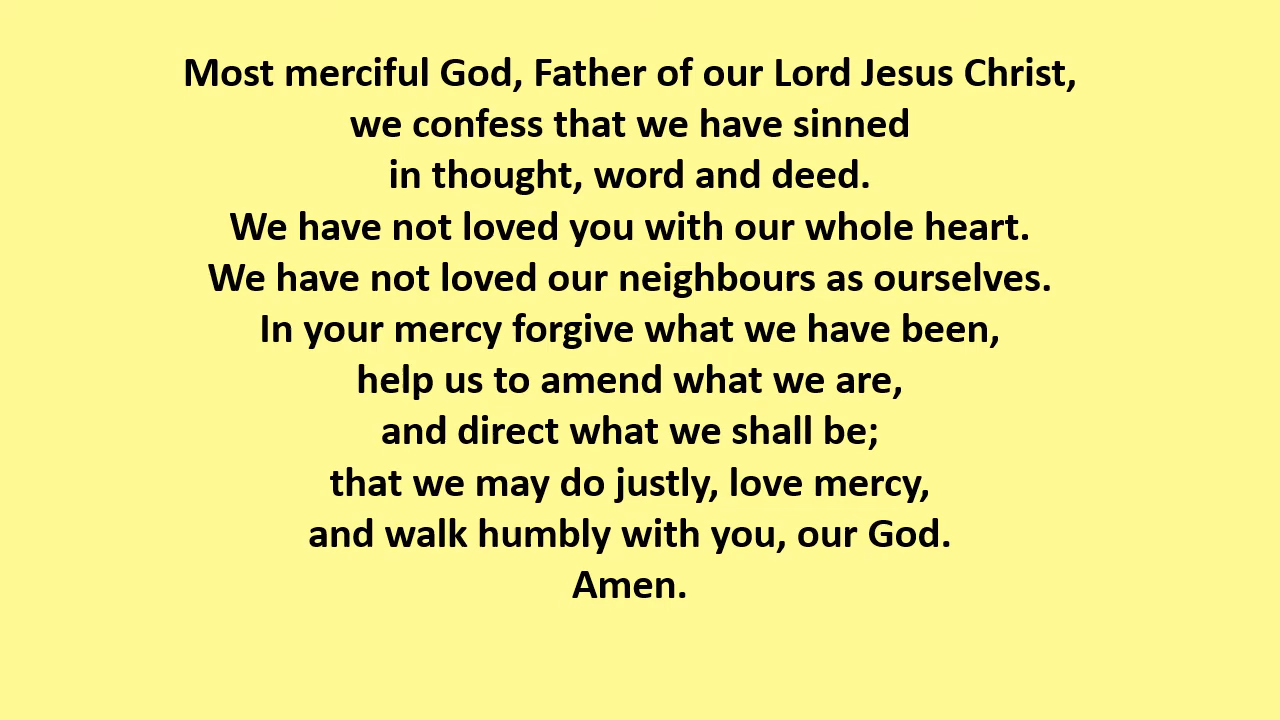 Most merciful God, Father of our Lord Jesus Christ,
we confess that we have sinned
in thought, word and deed.
We have not loved you with our whole heart.
We have not loved our neighbours as ourselves.
In your mercy forgive what we have been,
help us to amend what we are,
and direct what we shall be;
that we may do justly, love mercy,
and walk humbly with you, our God.
Amen.